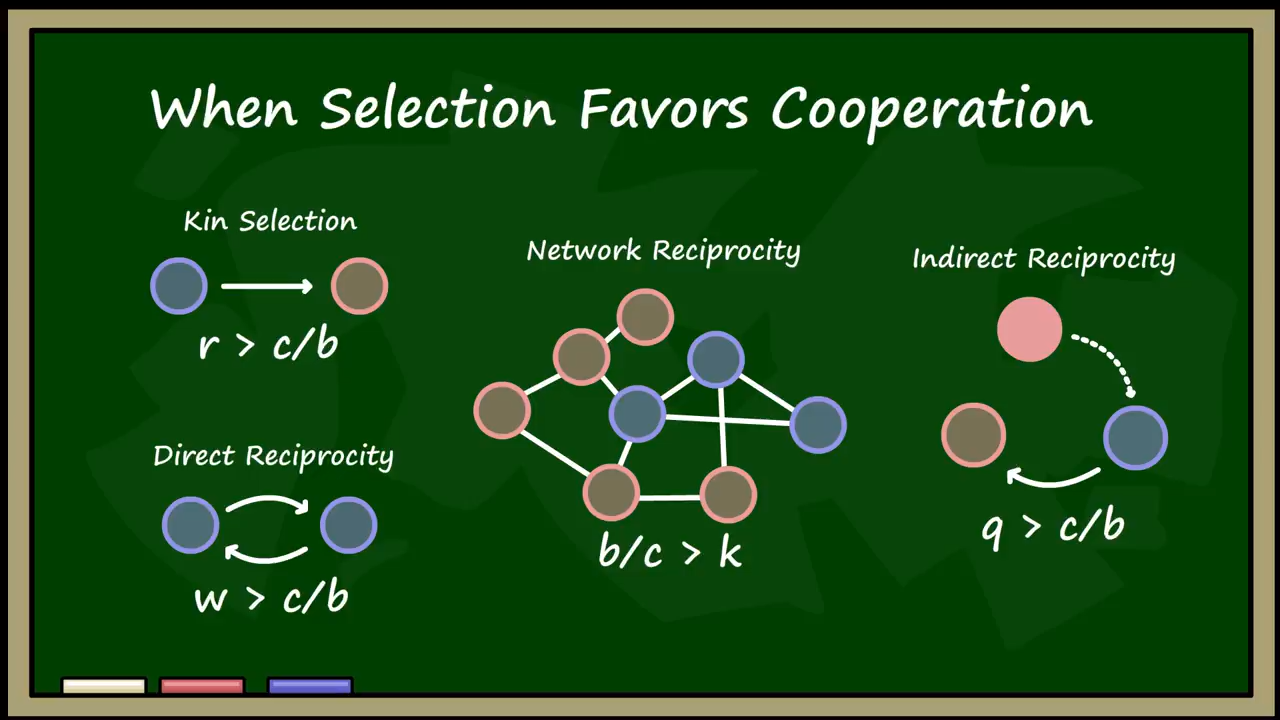 When Selection Favors Cooperation
Kin Selection
r > c/b
Direct Reciprocity
w > c/b
Network Reciprocity
b/c > k
Indirect Reciprocity
q > c/b